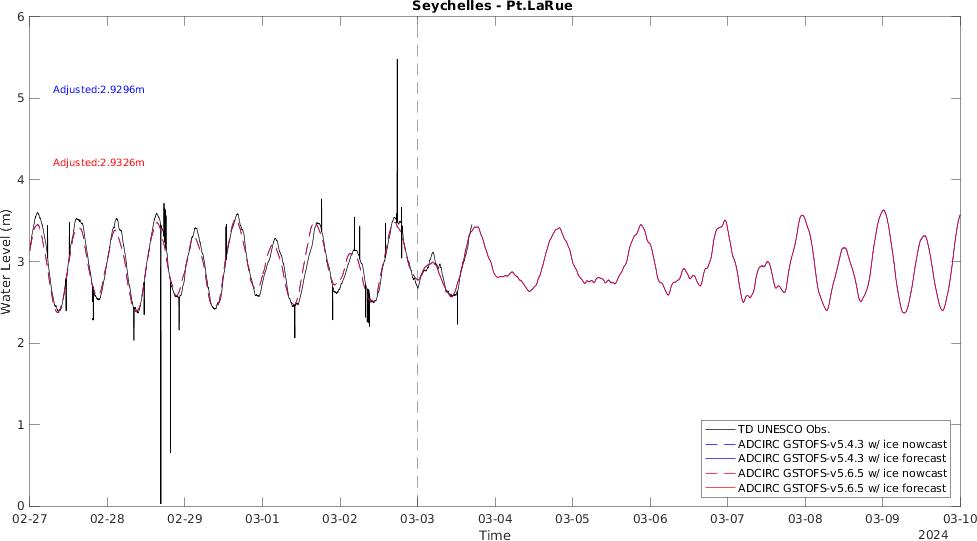 Seychelles - Pt.LaRue
6
5
4
3
2
1
0
Water Level (m)
Adjusted:2.9296m
Adjusted:2.9326m
TD UNESCO Obs.
ADCIRC GSTOFS-v5.4.3 w/ ice nowcast
ADCIRC GSTOFS-v5.4.3 w/ ice forecast
ADCIRC GSTOFS-v5.6.5 w/ ice nowcast
ADCIRC GSTOFS-v5.6.5 w/ ice forecast
02-27 02-28 02-29 03-01 03-02 03-03 03-04 03-05 03-06 03-07 03-08 03-09 03-10
Time
2024